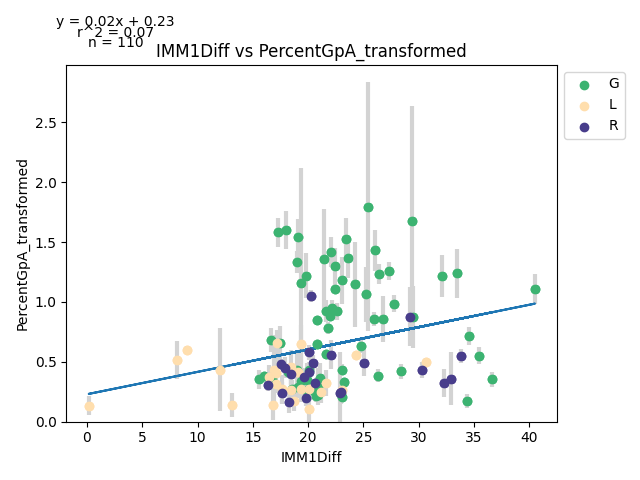 y = 0.02x + 0.23
r^2 = 0.07
n = 110
IMM1Diff vs PercentGpA_transformed
G
L
R
PercentGpA_transformed
2.5
2.0
1.5
1.0
0.5
0.0
0 5 10 15 20 25 30 35 40
IMM1Diff